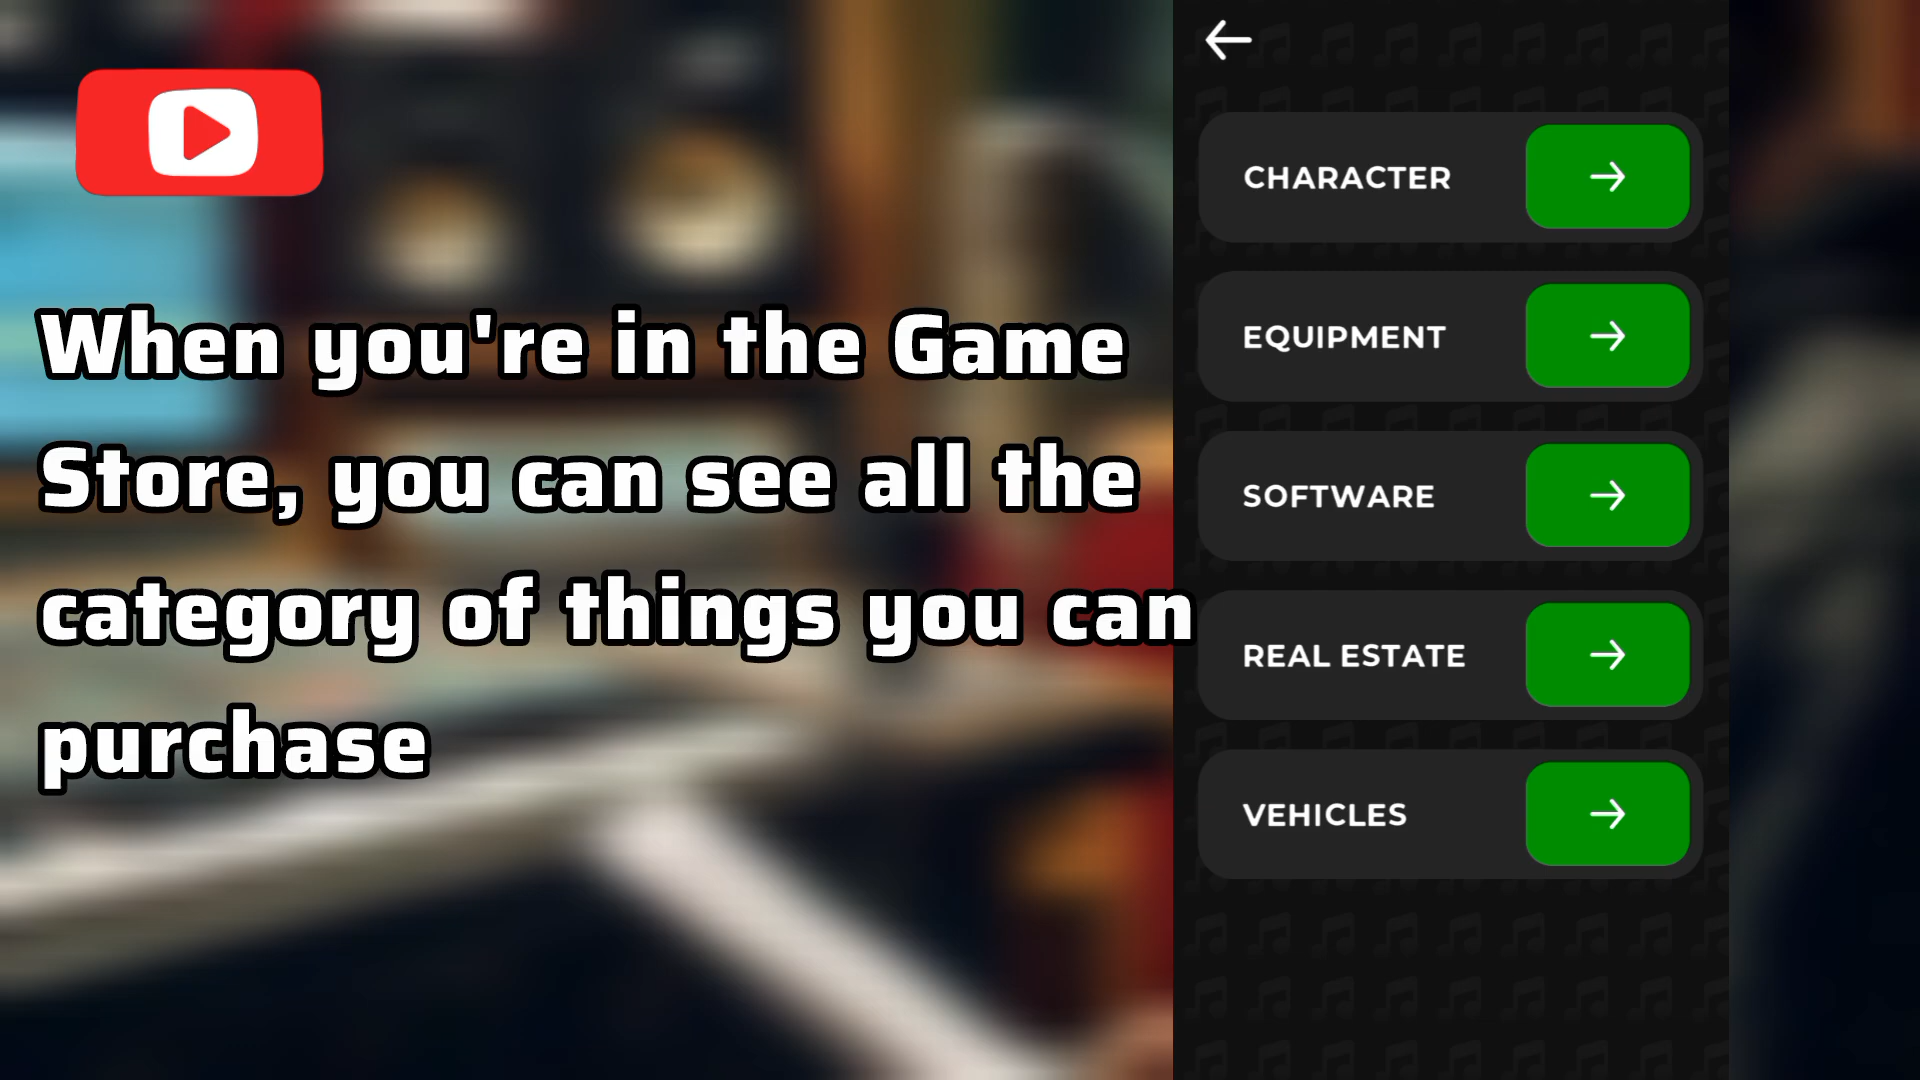 When you're in the Game
Store, you can see all the
category of things you can
purchase
CHARACTER
EQUIPMENT
SOFTWARE
REAL ESTATE
VEHICLES